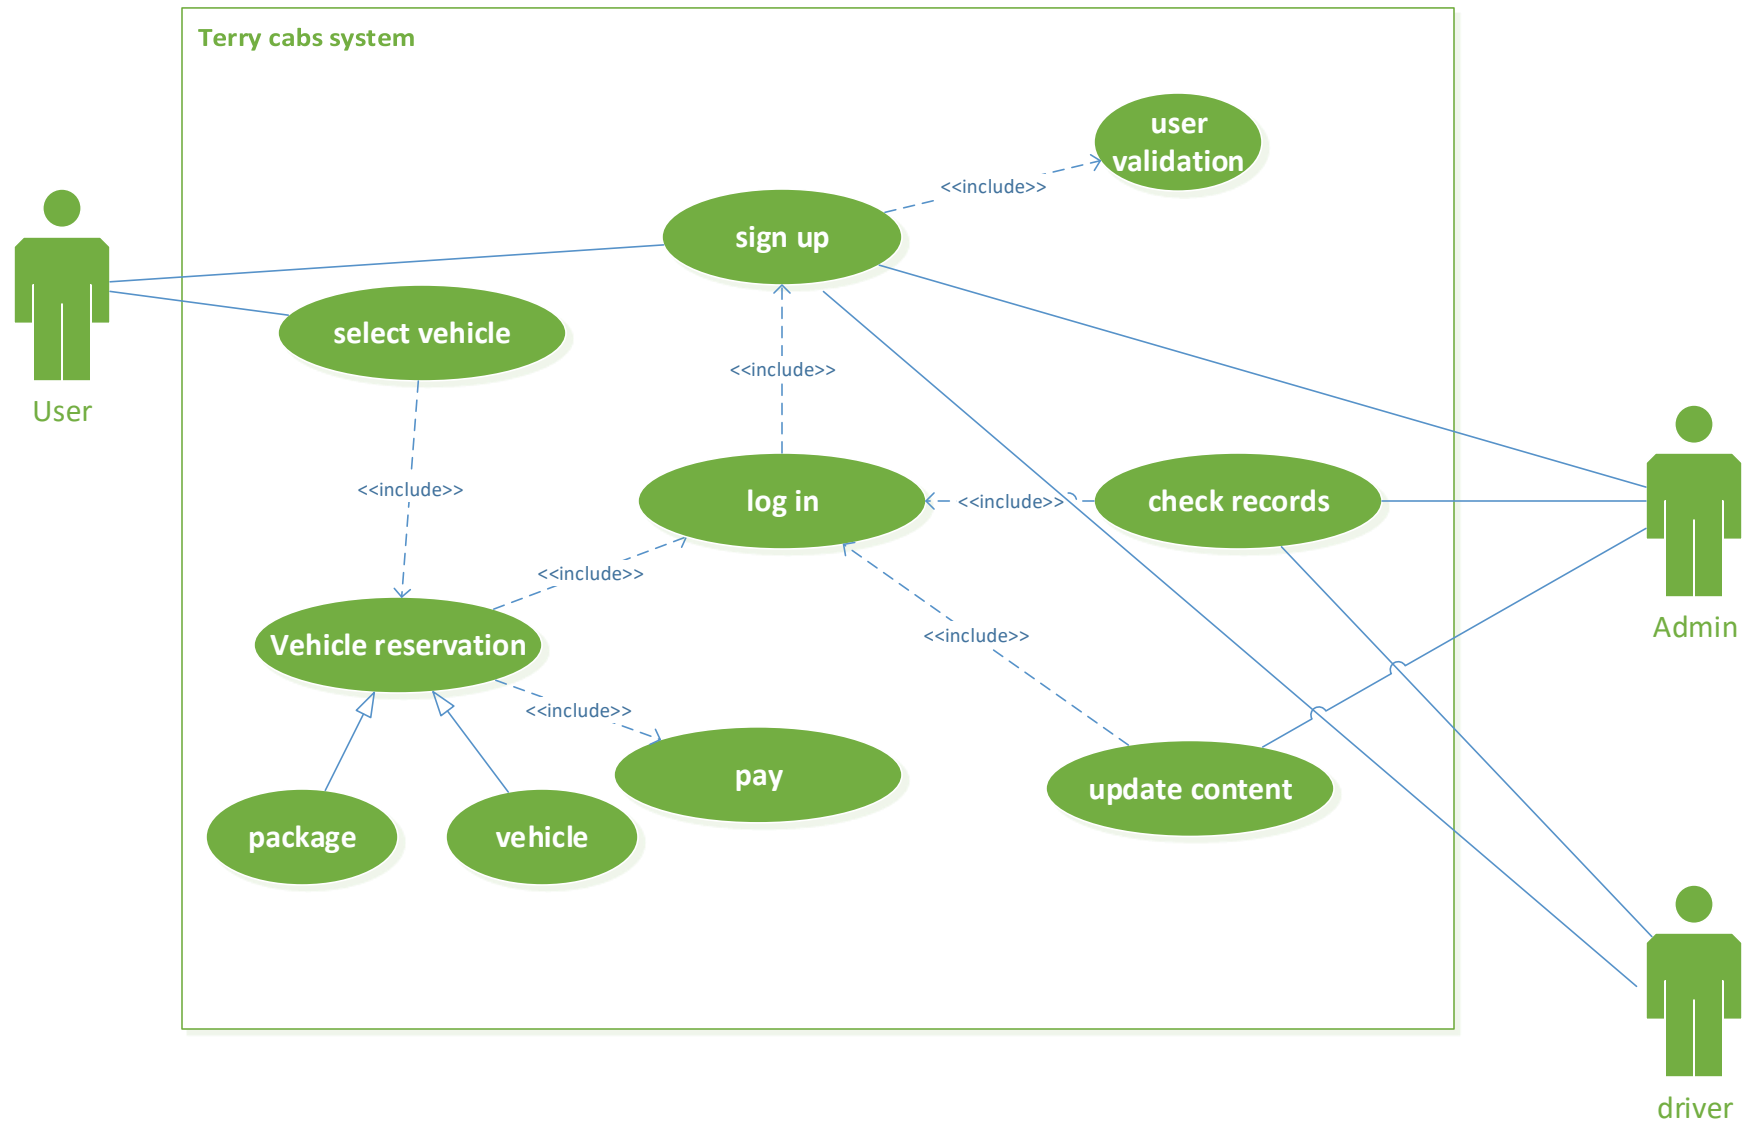 Terry cabs system
user
validation
<<include>>
sign up
select vehicle
<<include>>
User
<<include>>
log in
<<include>>
check records
<<include>>
<<include>>
Admin
Vehicle reservation
<<include>>
pay
update content
package
vehicle
driver